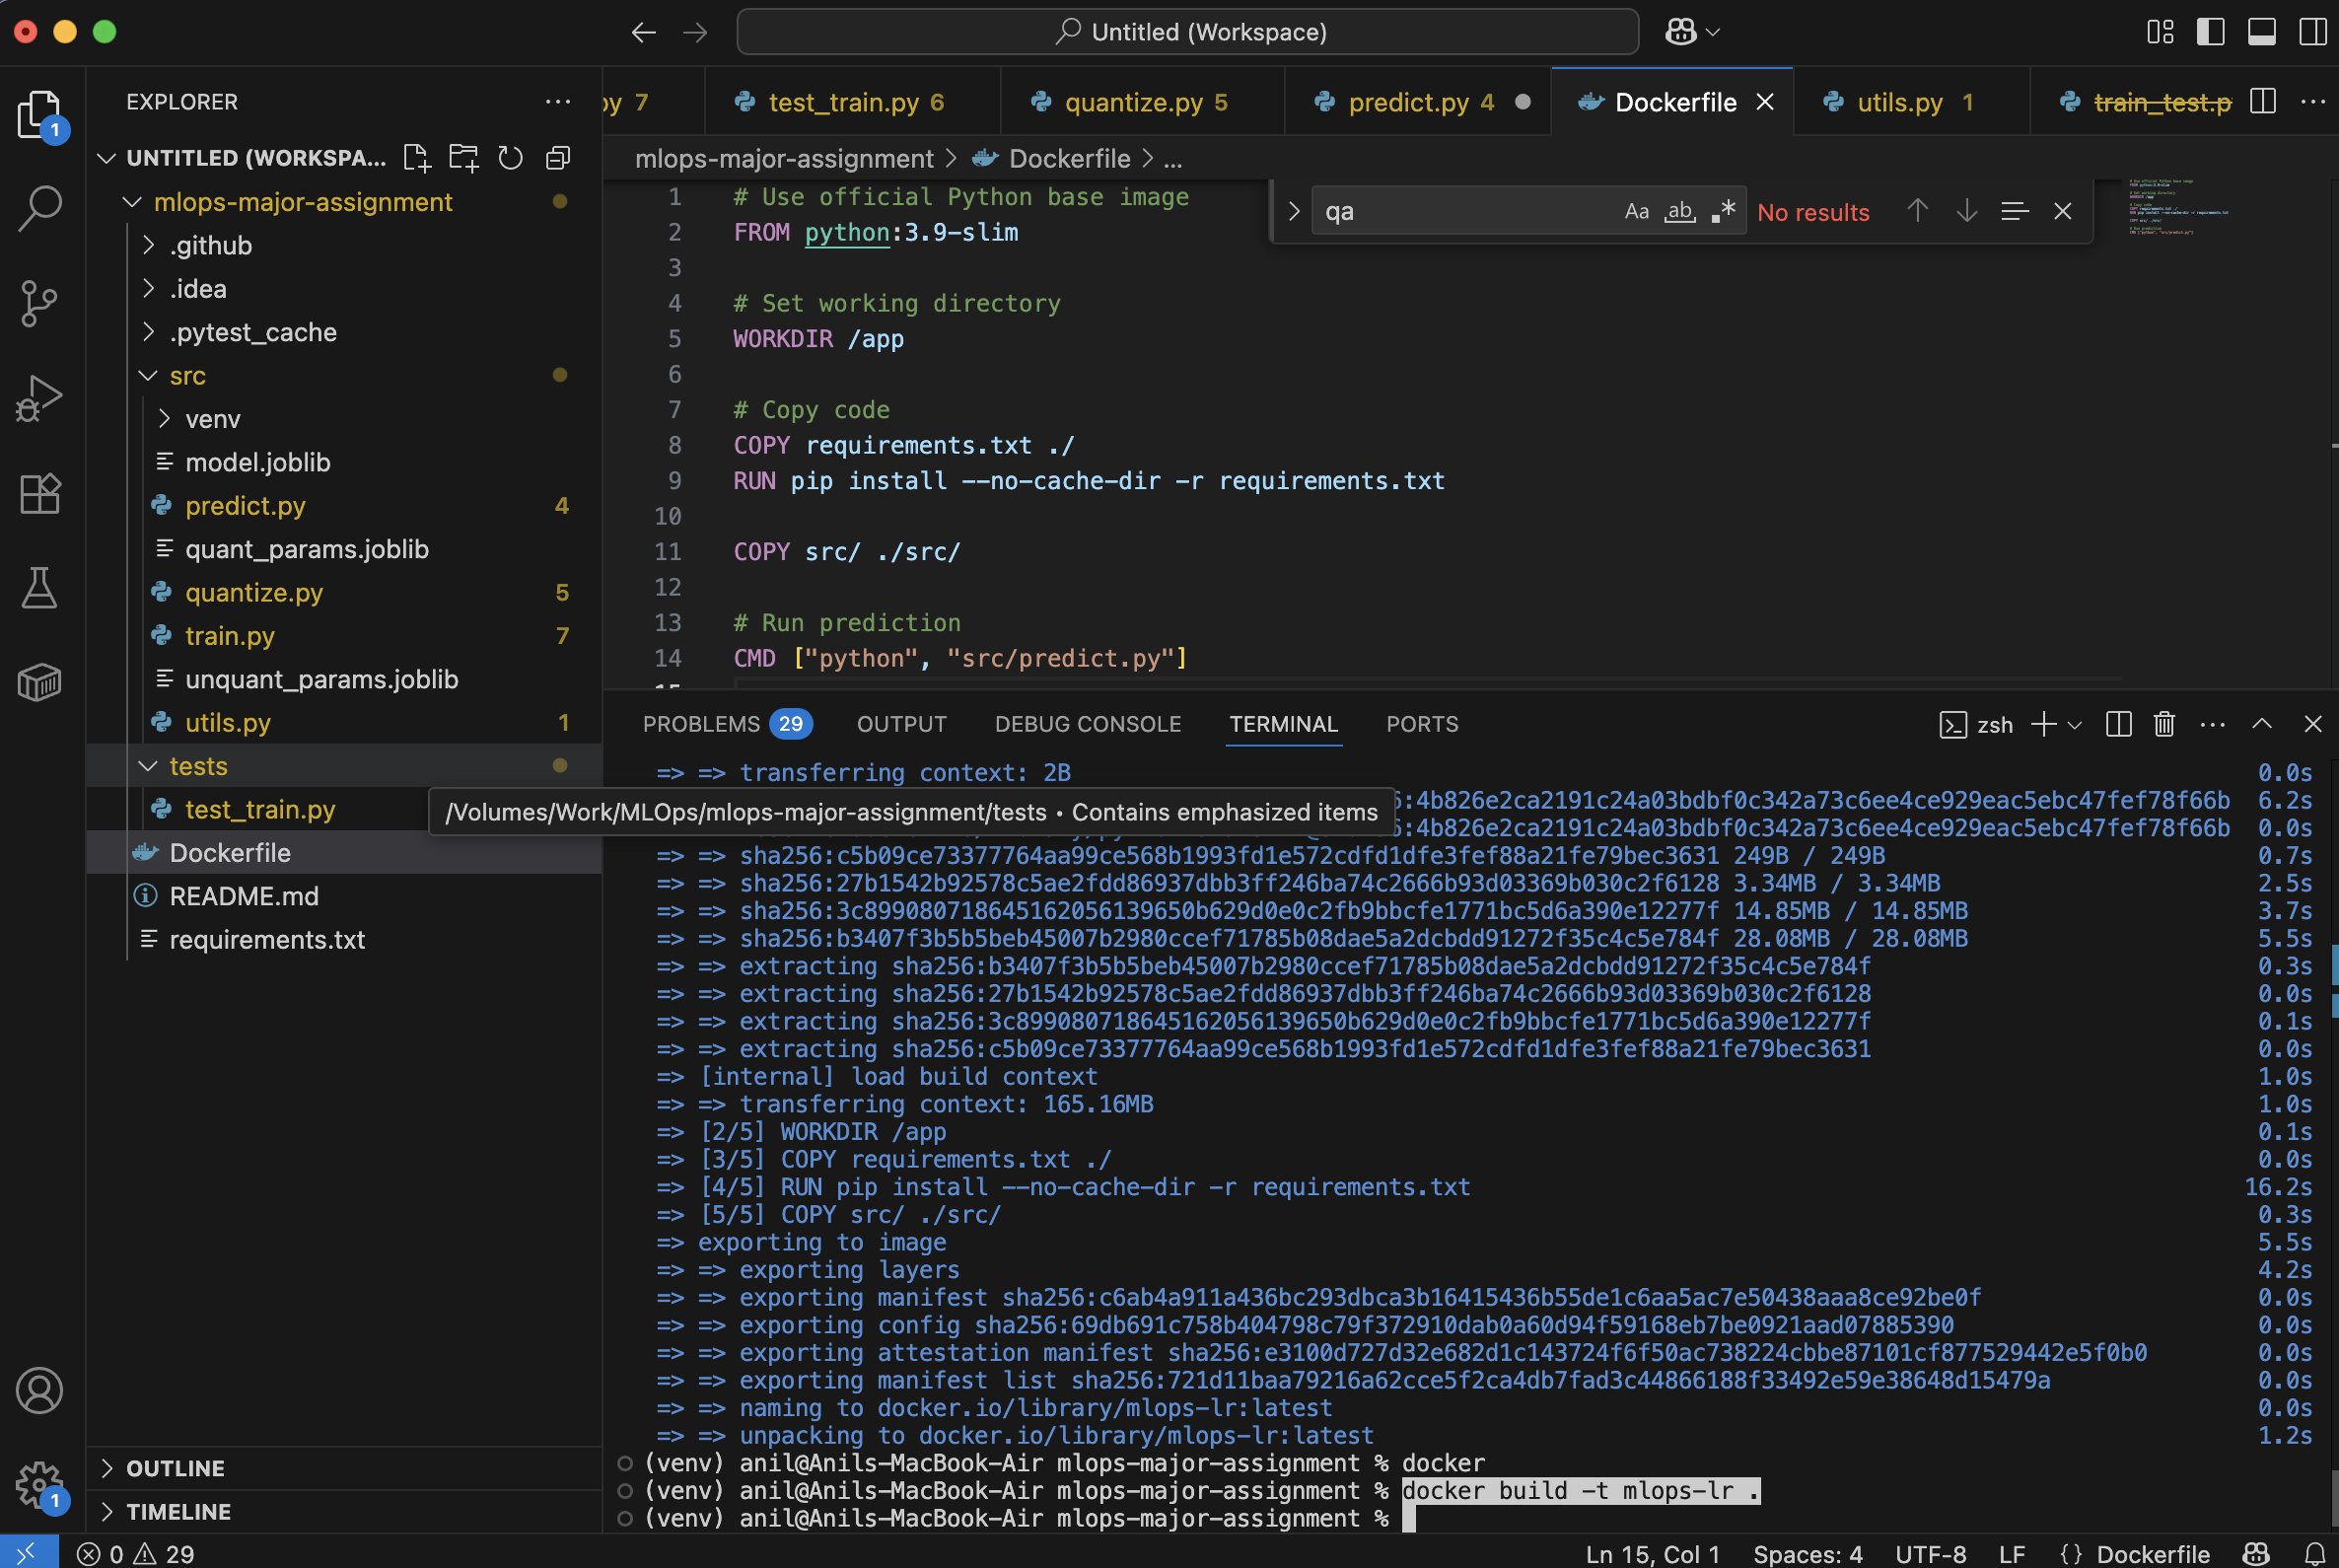 Untitled (Workspace)
EXPLORER
py 7
test_train.py 6
quantize.py 5
predict.py 4
Dockerfile
utils.py 1
train_test.p
UNTITLED (WORKSPA...
mlops-major-assignment
.github
.idea
.pytest_cache
src
venv
model.joblib
predict.py 4
quant_params.joblib
quantize.py 5
train.py 7
unquant_params.joblib
utils.py 1
tests
test_train.py
Dockerfile
README.md
requirements.txt
OUTLINE
TIMELINE
1
1
mlops-major-assignment > Dockerfile > ...
qa
Aa ab .*
No results
1 # Use official Python base image
2 FROM python:3.9-slim
3
4 # Set working directory
5 WORKDIR /app
6
7 # Copy code
8 COPY requirements.txt ./
9 RUN pip install --no-cache-dir -r requirements.txt
10
11 COPY src/ ./src/
12
13 # Run prediction
14 CMD ["python", "src/predict.py"]
15
PROBLEMS 29 OUTPUT DEBUG CONSOLE TERMINAL PORTS
zsh
=> => transferring context: 2B 0.0s
/Volumes/Work/MLOps/mlops-major-assignment/tests • Contains emphasized items
:4b826e2ca2191c24a03bdbf0c342a73c6ee4ce929eac5ebc47fef78f66b 6.2s
:4b826e2ca2191c24a03bdbf0c342a73c6ee4ce929eac5ebc47fef78f66b 0.0s
=> => sha256:c5b09ce73377764aa99ce568b1993fd1e572cdfd1dfe3fef88a21fe79bec3631 249B / 249B 0.7s
=> => sha256:27b1542b92578c5ae2fdd86937dbb3ff246ba74c2666b93d03369b030c2f6128 3.34MB / 3.34MB 2.5s
=> => sha256:3c899080718645162056139650b629d0e0c2fb9bbcfe1771bc5d6a390e12277f 14.85MB / 14.85MB 3.7s
=> => sha256:b3407f3b5b5beb45007b2980ccef71785b08dae5a2dcbdd91272f35c4c5e784f 28.08MB / 28.08MB 5.5s
=> => extracting sha256:b3407f3b5b5beb45007b2980ccef71785b08dae5a2dcbdd91272f35c4c5e784f 0.3s
=> => extracting sha256:27b1542b92578c5ae2fdd86937dbb3ff246ba74c2666b93d03369b030c2f6128 0.0s
=> => extracting sha256:3c899080718645162056139650b629d0e0c2fb9bbcfe1771bc5d6a390e12277f 0.1s
=> => extracting sha256:c5b09ce73377764aa99ce568b1993fd1e572cdfd1dfe3fef88a21fe79bec3631 0.0s
=> [internal] load build context 1.0s
=> => transferring context: 165.16MB 1.0s
=> [2/5] WORKDIR /app 0.1s
=> [3/5] COPY requirements.txt ./ 0.0s
=> [4/5] RUN pip install --no-cache-dir -r requirements.txt 16.2s
=> [5/5] COPY src/ ./src/ 0.3s
=> exporting to image 5.5s
=> => exporting layers 4.2s
=> => exporting manifest sha256:c6ab4a911a436bc293dbca3b16415436b55de1c6aa5ac7e50438aaa8ce92be0f 0.0s
=> => exporting config sha256:69db691c758b404798c79f372910dab0a60d94f59168eb7be0921aad07885390 0.0s
=> => exporting attestation manifest sha256:e3100d727d32e682d1c143724f6f50ac738224cbbe87101cf877529442e5f0b0 0.0s
=> => exporting manifest list sha256:721d11baa79216a62cce5f2ca4db7fad3c44866188f33492e59e38648d15479a 0.0s
=> => naming to docker.io/library/mlops-lr:latest 0.0s
=> => unpacking to docker.io/library/mlops-lr:latest 1.2s
(venv) anil@Anils-MacBook-Air mlops-major-assignment % docker
(venv) anil@Anils-MacBook-Air mlops-major-assignment % docker build -t mlops-lr .
(venv) anil@Anils-MacBook-Air mlops-major-assignment %
0 29
Ln 15, Col 1 Spaces: 4 UTF-8 LF {} Dockerfile